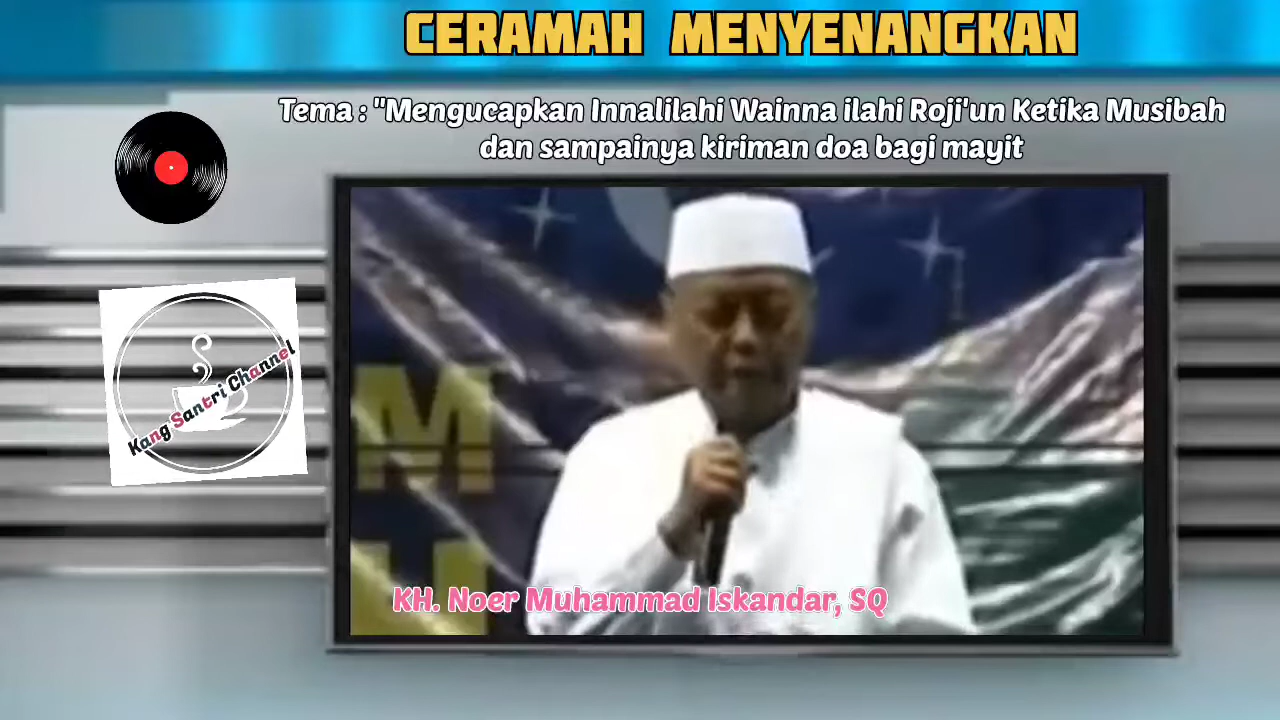 CERAMAH MENYENANGKAN
Tema : "Mengucapkan Innalilahi Wainna ilahi Roji'un Ketika Musibah
dan sampainya kiriman doa bagi mayit
Kang Santri Channel
M
KH. Noer Muhammad Iskandar, SQ